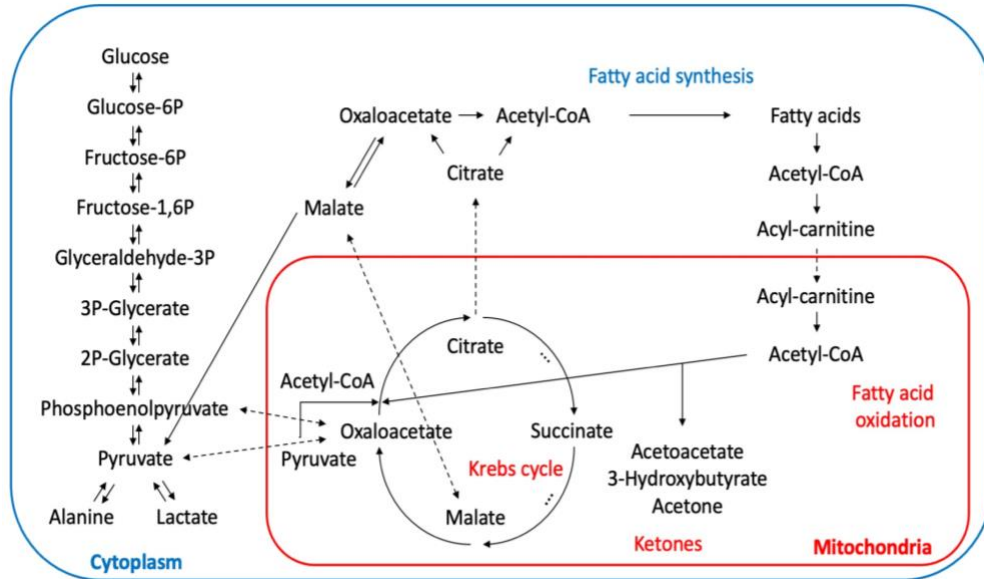 Glucose
Glucose-6P
Fructose-6P
Fructose-1,6P
Glyceraldehyde-3P
3P-Glycerate
2P-Glycerate
Phosphoenolpyruvate
Pyruvate
Alanine
Lactate
Cytoplasm
Fatty acid synthesis
Oxaloacetate
Acetyl-CoA
Fatty acids
Citrate
Malate
Acetyl-CoA
Acyl-carnitine
Acyl-carnitine
Acetyl-CoA
Fatty acid
oxidation
Citrate
Acetyl-CoA
Oxaloacetate
Pyruvate
Succinate
Krebs cycle
Malate
Acetoacetate
3-Hydroxybutyrate
Acetone
Ketones
Mitochondria